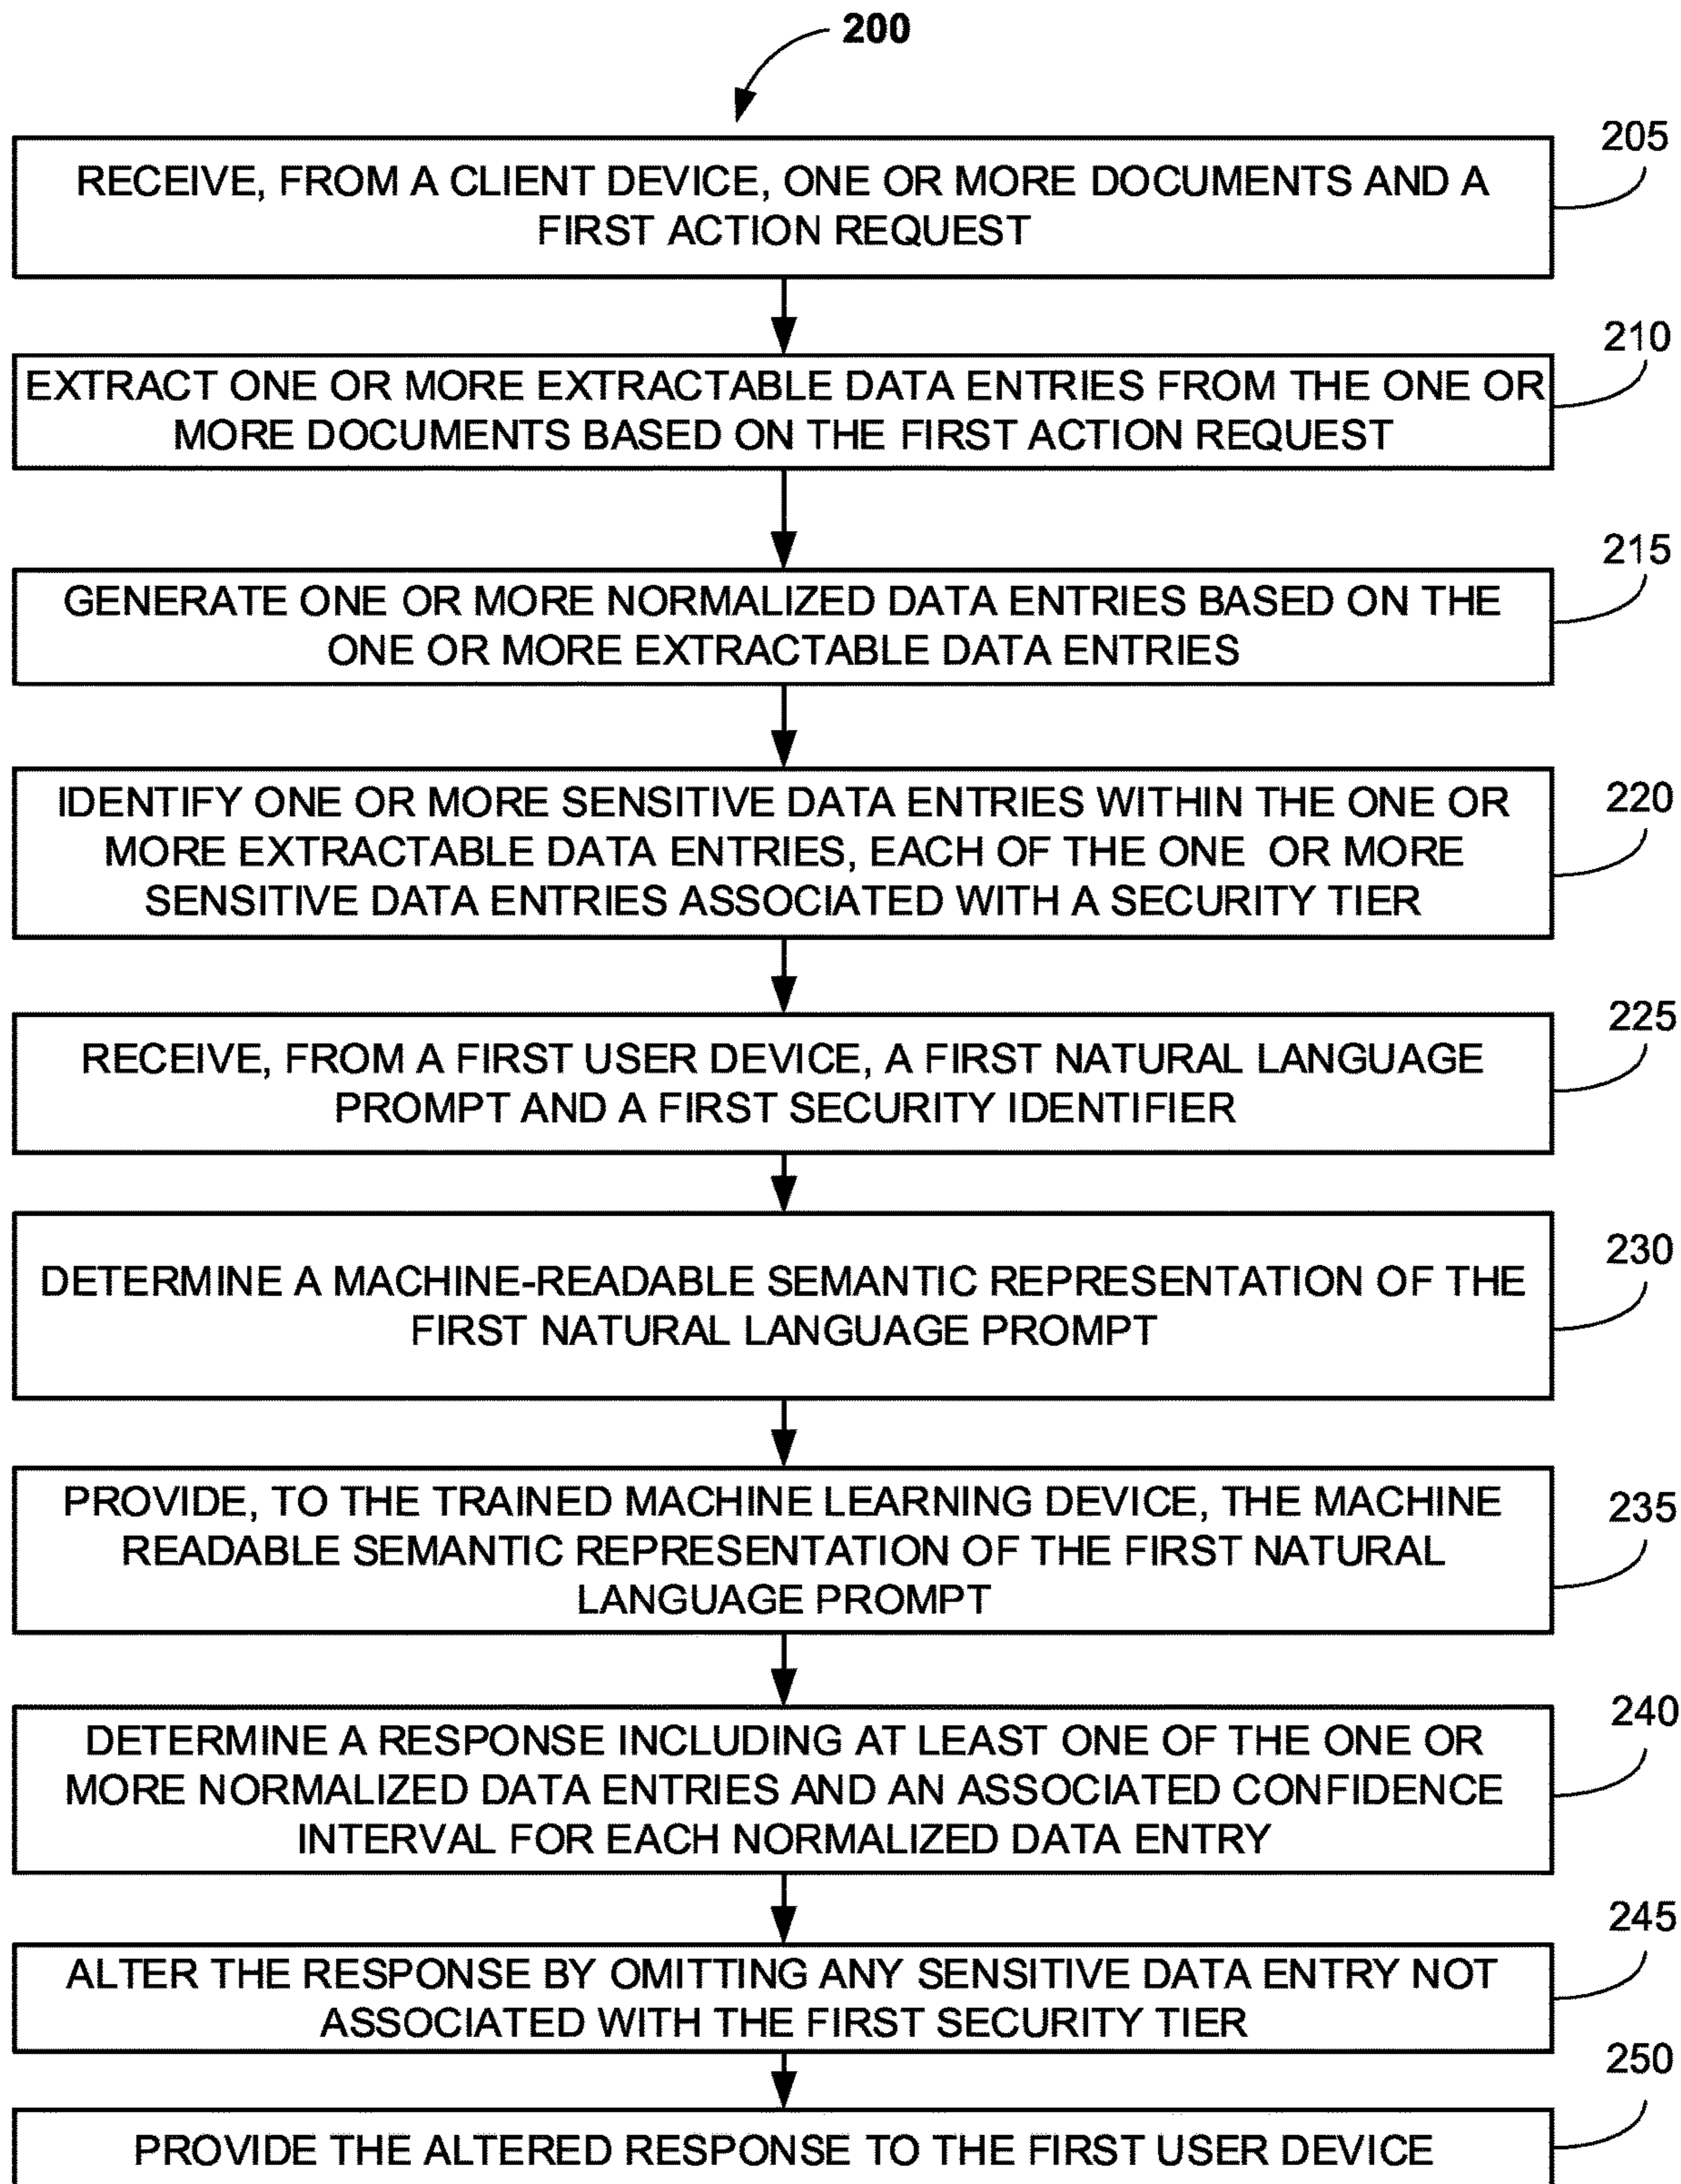 200
205
RECEIVE, FROM A CLIENT DEVICE, ONE OR MORE DOCUMENTS AND A
FIRST ACTION REQUEST
210
EXTRACT ONE OR MORE EXTRACTABLE DATA ENTRIES FROM THE ONE OR
MORE DOCUMENTS BASED ON THE FIRST ACTION REQUEST
215
GENERATE ONE OR MORE NORMALIZED DATA ENTRIES BASED ON THE
ONE OR MORE EXTRACTABLE DATA ENTRIES
220
IDENTIFY ONE OR MORE SENSITIVE DATA ENTRIES WITHIN THE ONE OR
MORE EXTRACTABLE DATA ENTRIES, EACH OF THE ONE OR MORE
SENSITIVE DATA ENTRIES ASSOCIATED WITH A SECURITY TIER
225
RECEIVE, FROM A FIRST USER DEVICE, A FIRST NATURAL LANGUAGE
PROMPT AND A FIRST SECURITY IDENTIFIER
230
DETERMINE A MACHINE-READABLE SEMANTIC REPRESENTATION OF THE
FIRST NATURAL LANGUAGE PROMPT
235
PROVIDE, TO THE TRAINED MACHINE LEARNING DEVICE, THE MACHINE
READABLE SEMANTIC REPRESENTATION OF THE FIRST NATURAL
LANGUAGE PROMPT
240
DETERMINE A RESPONSE INCLUDING AT LEAST ONE OF THE ONE OR
MORE NORMALIZED DATA ENTRIES AND AN ASSOCIATED CONFIDENCE
INTERVAL FOR EACH NORMALIZED DATA ENTRY
245
ALTER THE RESPONSE BY OMITTING ANY SENSITIVE DATA ENTRY NOT
ASSOCIATED WITH THE FIRST SECURITY TIER
250
PROVIDE THE ALTERED RESPONSE TO THE FIRST USER DEVICE